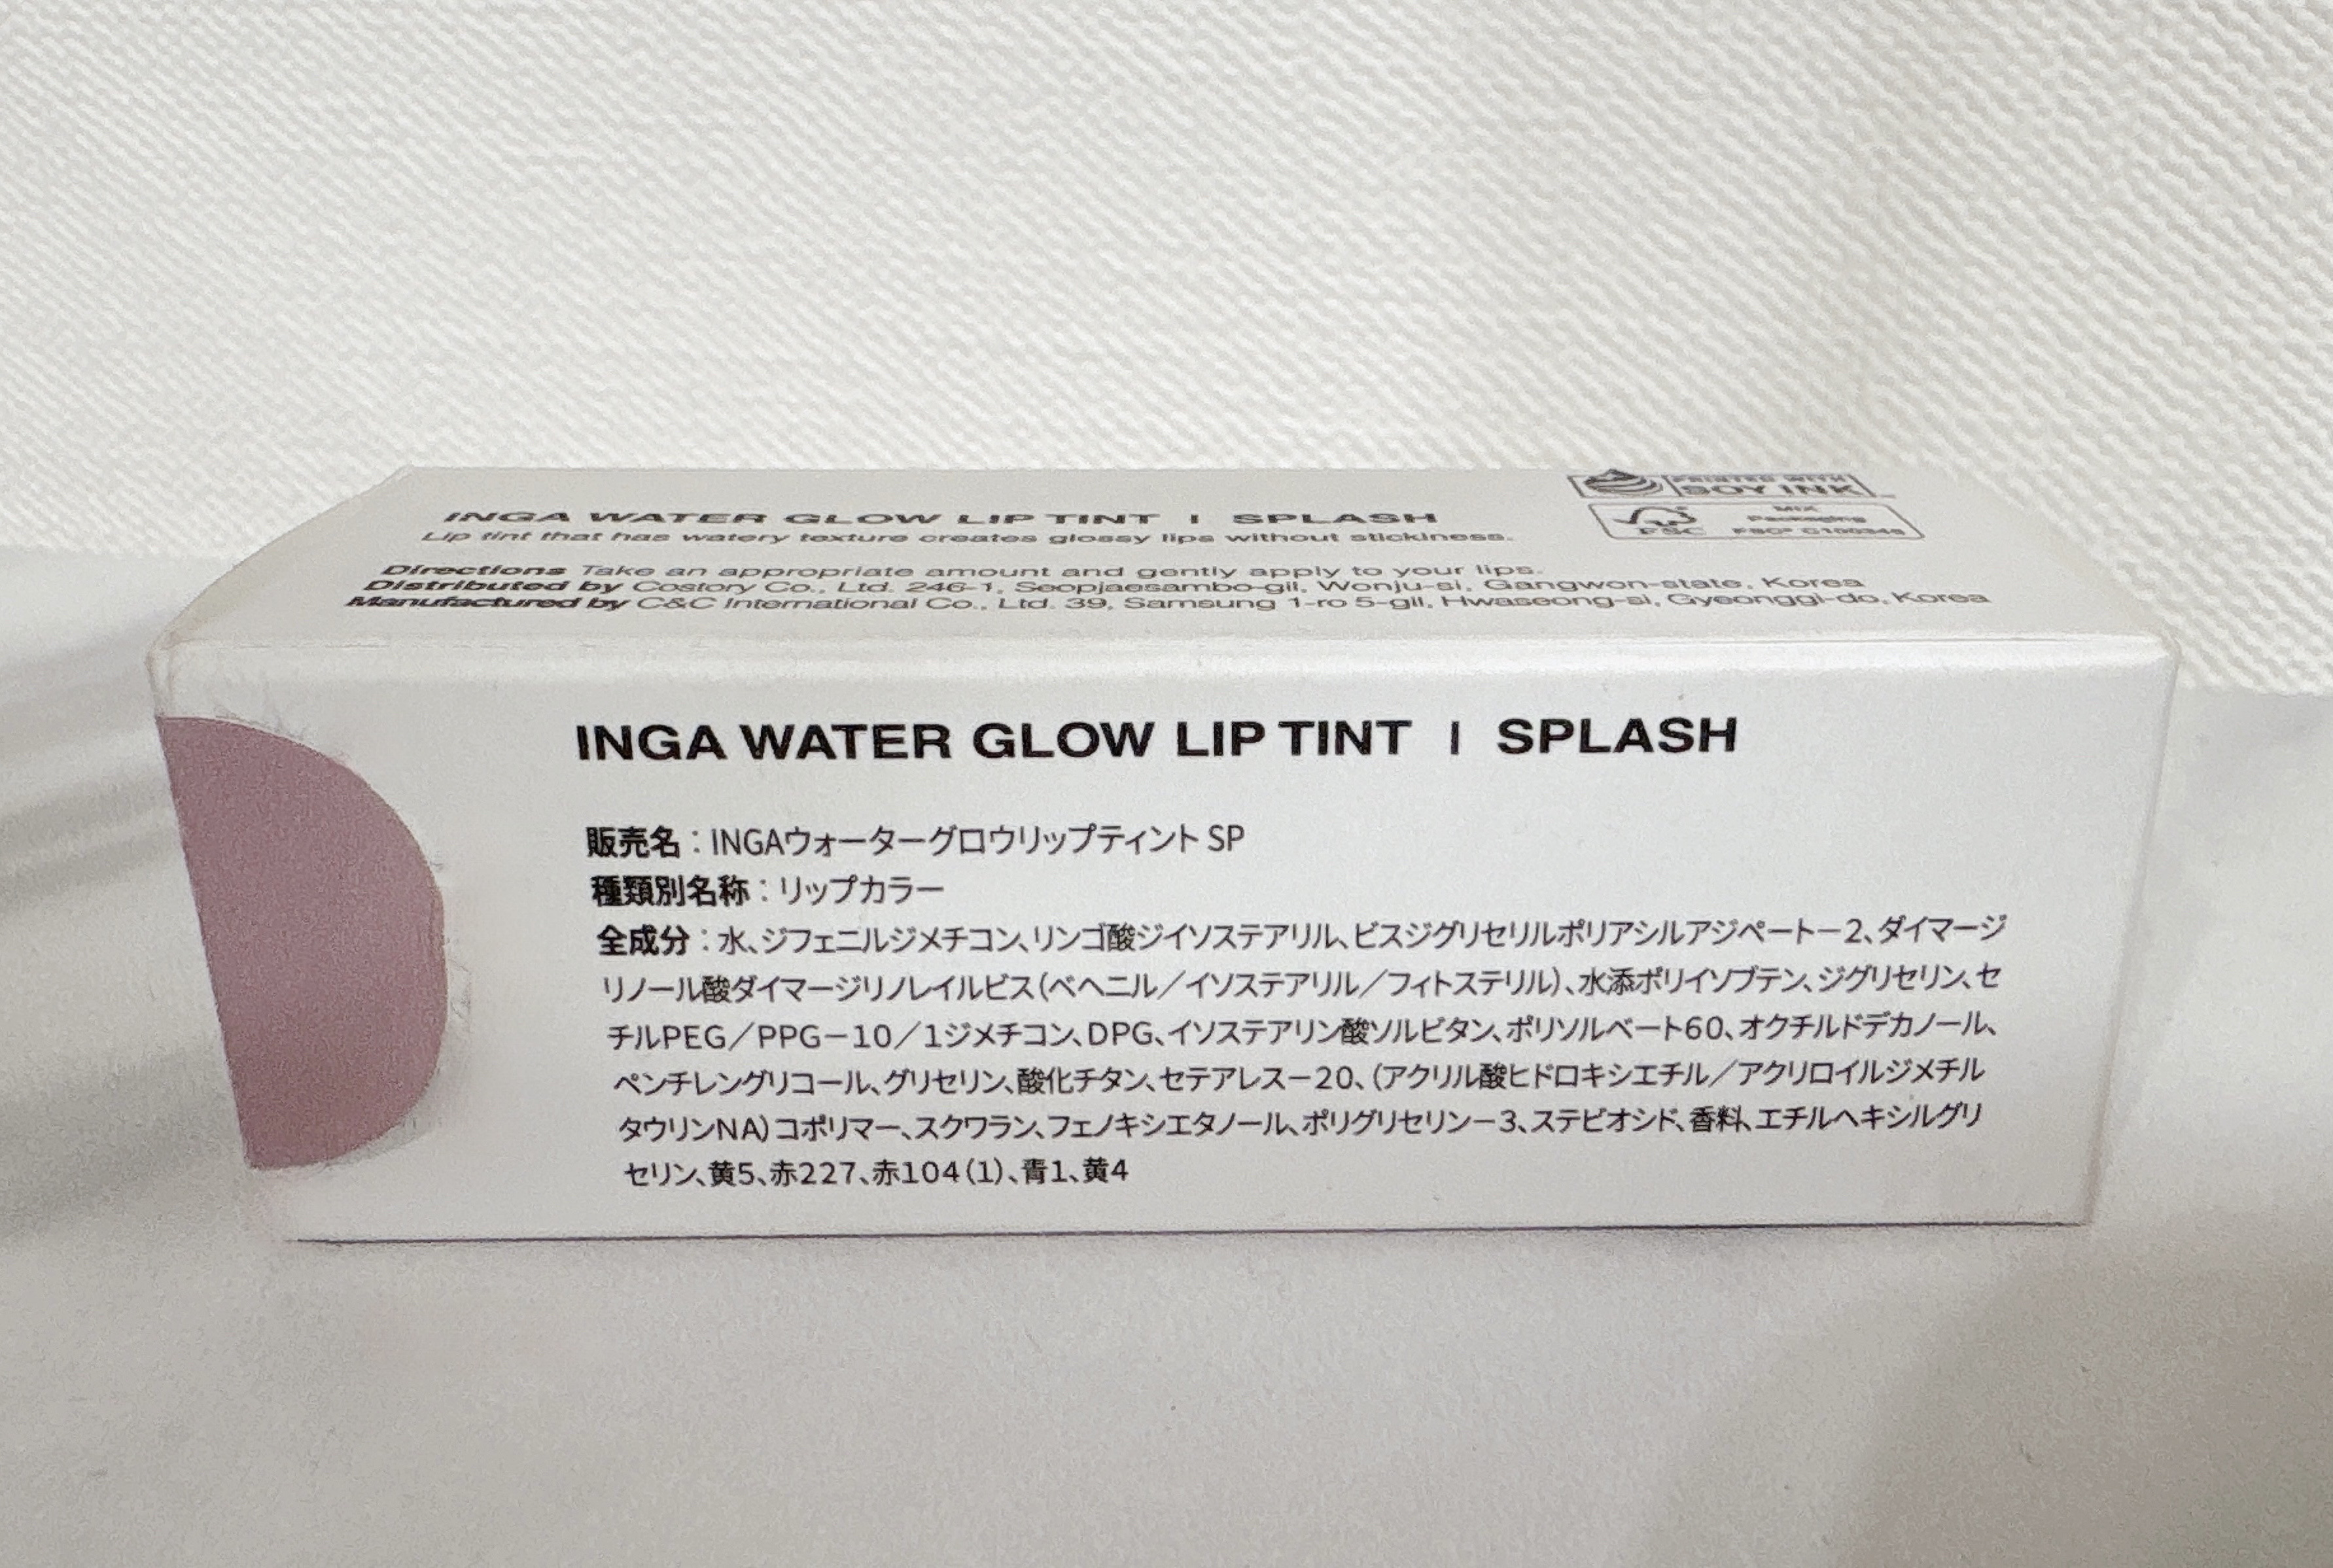 INGA WATER GLOW LIP TINT | SPLASH
Lip tint that has watery texture creates glossy lips without stickiness.
Directions Take an appropriate amount and gently apply to your lips.
Distributed by Costory Co., Ltd. 246-1, Seopjaesambo-gil, Wonju-si, Gangwon-state, Korea
Manufactured by C&C International Co., Ltd. 39, Samsung 1-ro 5-gil, Hwaseong-si, Gyeonggi-do, Korea
PRINTED WITH
SOY INK
FSC
MIX
Packaging
INGA WATER GLOW LIP TINT | SPLASH
販売名：INGAウォーターグロウリップティント SP
種類別名称：リップカラー
全成分：水、ジフェニルジメチコン、リンゴ酸ジイソステアリル、ビスジグリセリルポリアシルアジペート－2、ダイマージ
リノール酸ダイマージリノレイルビス(ベヘニル／イソステアリル／フィトステリル)、水添ポリイソブテン、ジグリセリン、セ
チルPEG／PPG－10／1ジメチコン、DPG、イソステアリン酸ソルビタン、ポリソルベート60、オクチルドデカノール、
ペンチレングリコール、グリセリン、酸化チタン、セテアレス－20、(アクリル酸ヒドロキシエチル／アクリロイルジメチル
タウリンNA)コポリマー、スクワラン、フェノキシエタノール、ポリグリセリン－3、ステビオシド、香料、エチルヘキシルグリ
セリン、黄5、赤227、赤104(1)、青1、黄4